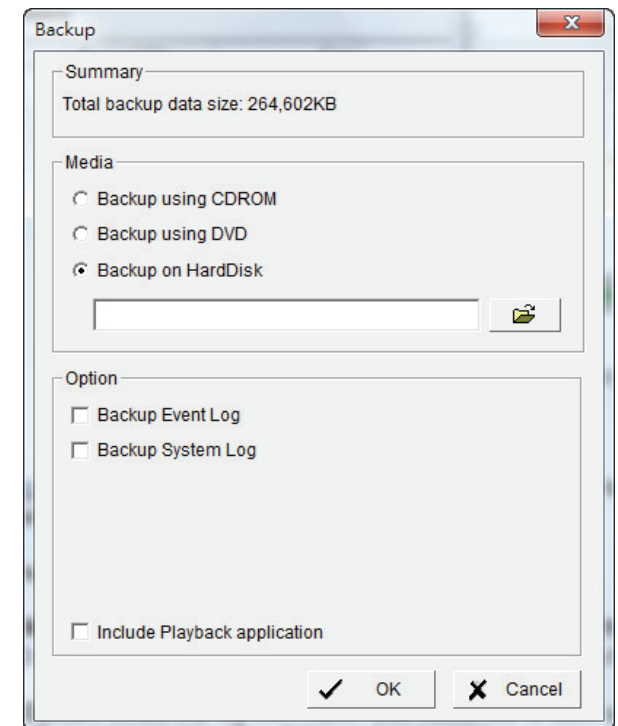 Backup
Summary
Total backup data size: 264,602KB
Media
Backup using CDROM
Backup using DVD
Backup on HardDisk
Option
Backup Event Log
Backup System Log
Include Playback application
OK Cancel